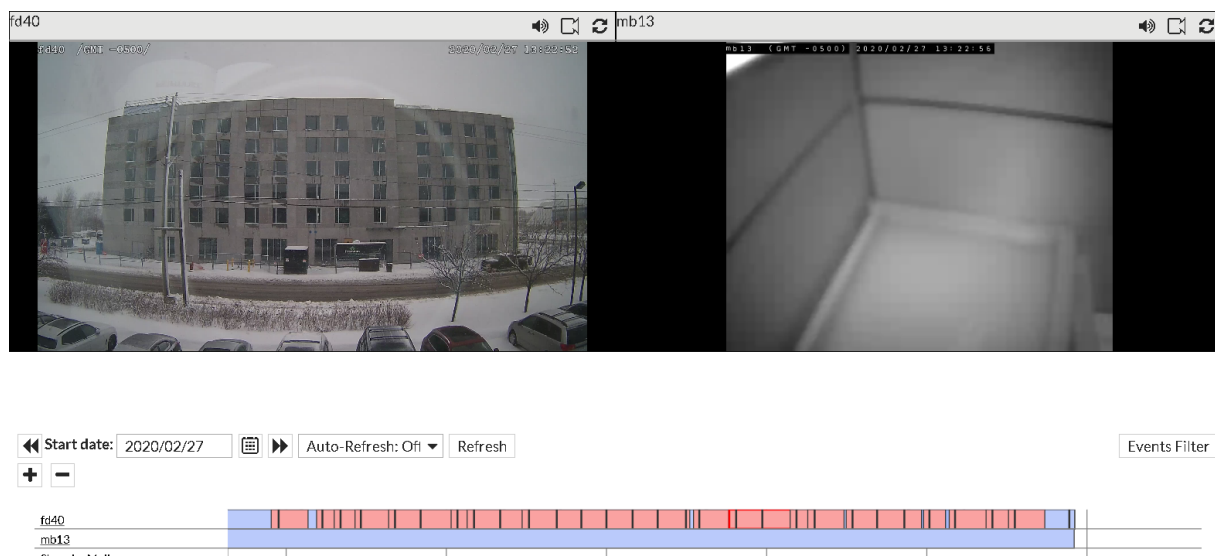 fd40
mb13
fd40 (GMT -0500)
2020/02/27 13:22:52
mb13 (GMT -0500) 2020/02/27 13:22:56
Start date: 2020/02/27 Auto-Refresh: Off Refresh
Events Filter
fd40
mb13